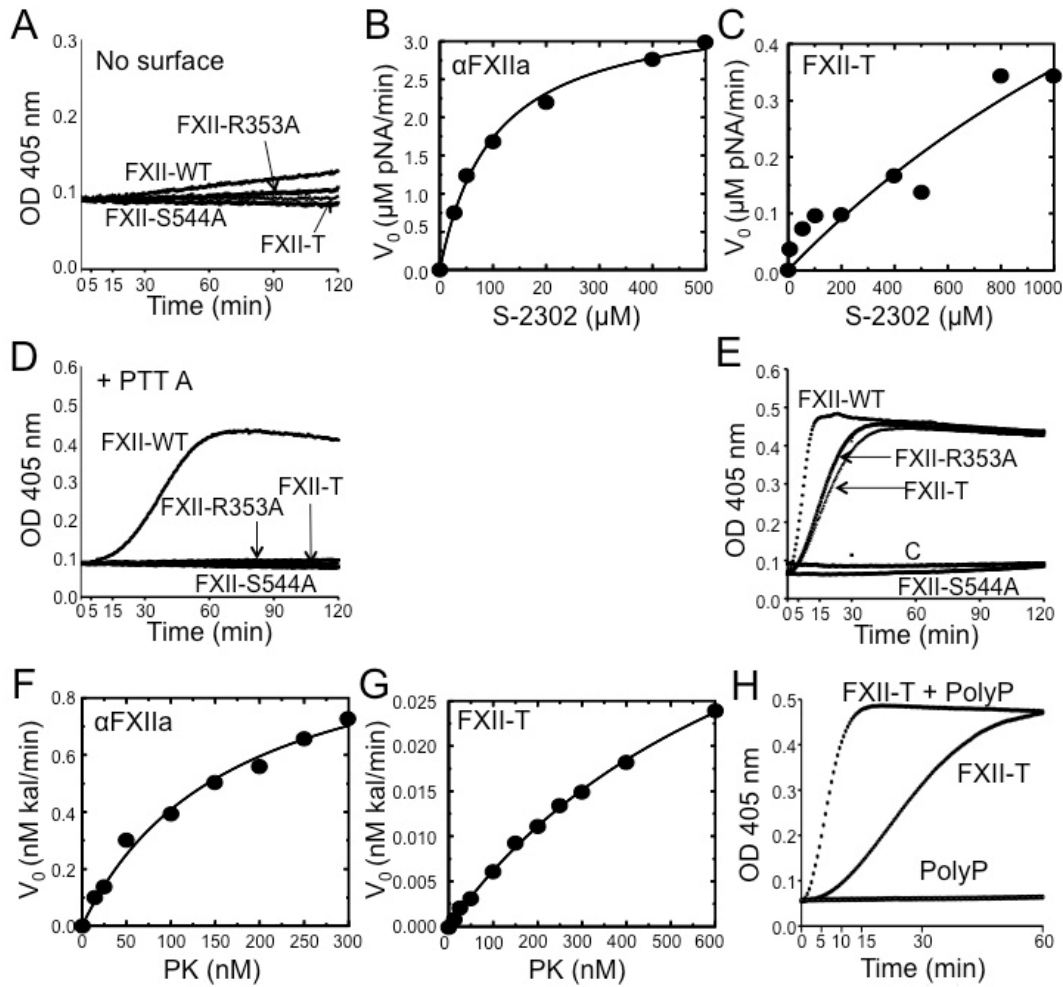 A
No surface
OD 405 nm
0.3
0.2
0.1
0.0
FXII-R353A
FXII-WT
FXII-S544A
FXII-T
0 5 30 60 90 120
Time (min)
B
αFXIIa
V0 (µM pNA/min)
3.0
2.5
2.0
1.5
1.0
0.5
0.0
0 100 20 300 400 500
S-2302 (µM)
C
FXII-T
V0 (µM pNA/min)
0.4
0.3
0.2
0.1
0.0
0 200 400 600 800 1000
S-2302 (µM)
D
+ PTT A
OD 405 nm
0.6
0.5
0.4
0.3
0.2
0.1
0.0
FXII-WT
FXII-T
FXII-R353A
FXII-S544A
0 5 30 60 90 120
Time (min)
E
OD 405 nm
0.6
0.5
0.4
0.3
0.2
0.1
0.0
FXII-WT
FXII-R353A
FXII-T
C
FXII-S544A
0 5 15 30 60 90 120
Time (min)
F
αFXIIa
V0 (nM kal/min)
0.8
0.6
0.4
0.2
0.0
0 50 100 150 200 250 300
PK (nM)
G
FXII-T
V0 (nM kal/min)
0.025
0.020
0.015
0.010
0.005
0.000
0 100 200 300 400 500 600
PK (nM)
H
FXII-T + PolyP
OD 405 nm
0.5
0.4
0.3
0.2
0.1
0.0
FXII-T
PolyP
0 5 10 15 30 60
Time (min)